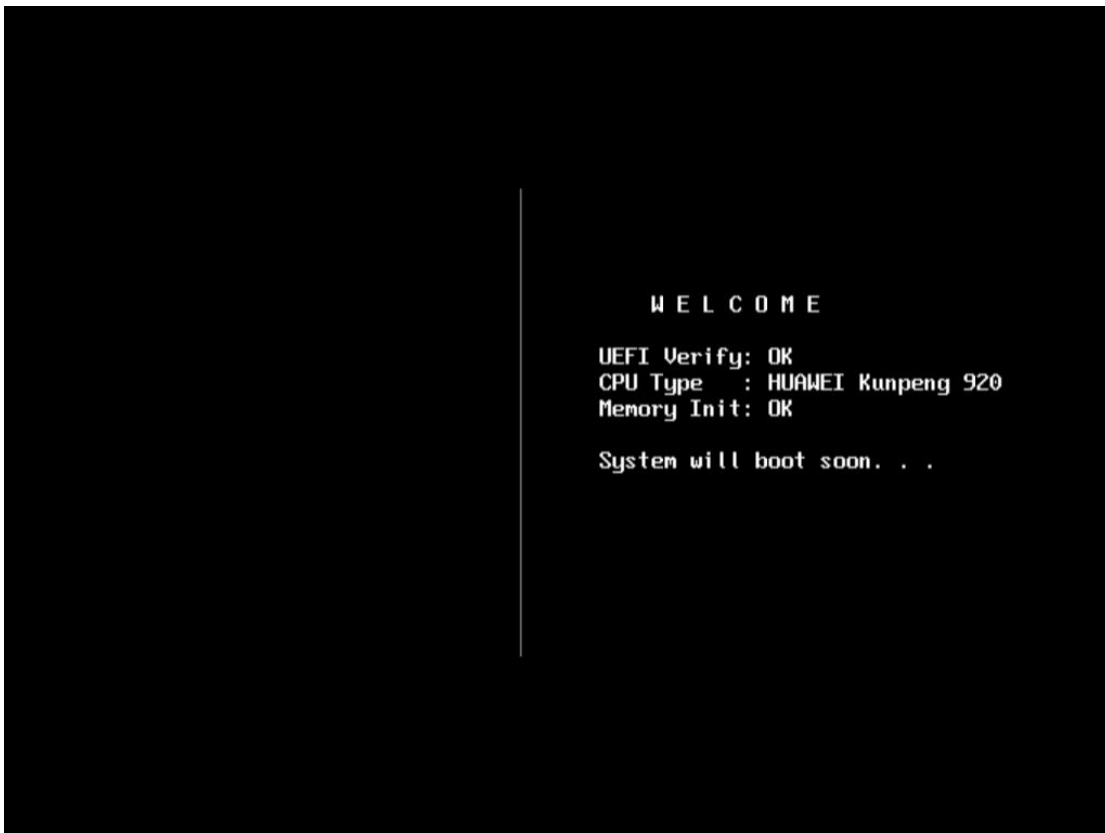 W E L C O M E
UEFI Verify: OK
CPU Type   : HUAWEI Kunpeng 920
Memory Init: OK
System will boot soon. . .